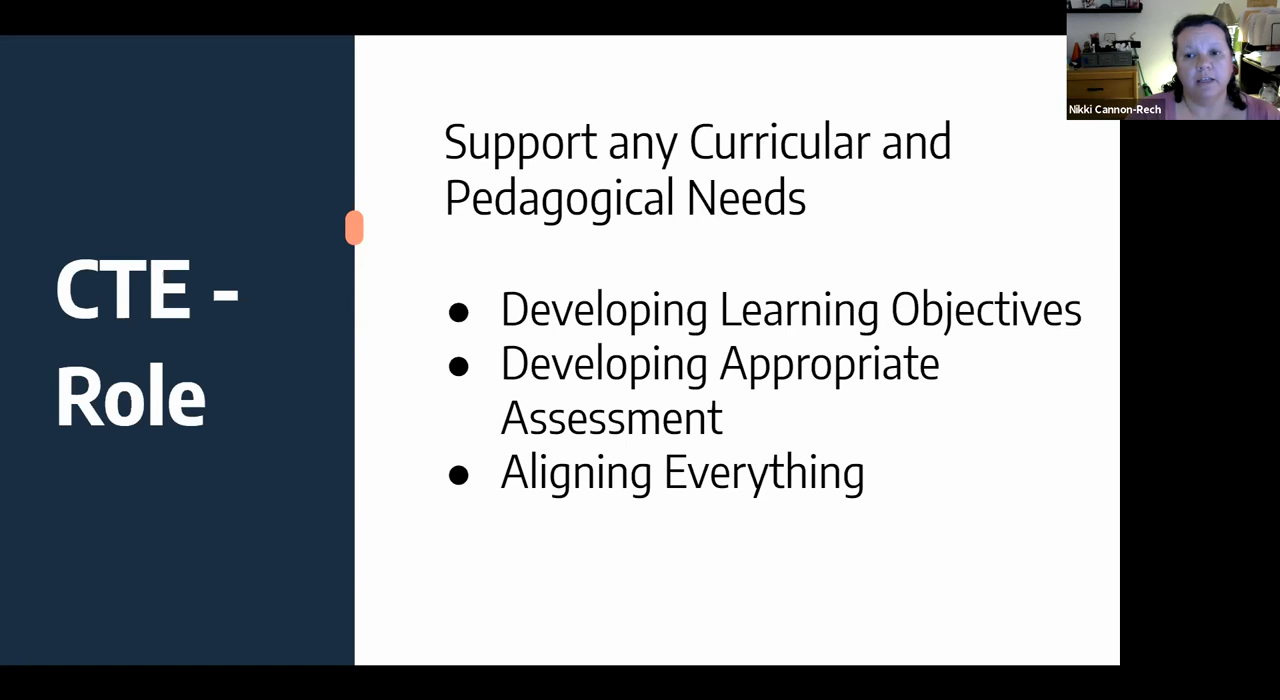 CTE -
Role
Support any Curricular and
Pedagogical Needs
● Developing Learning Objectives
● Developing Appropriate
Assessment
● Aligning Everything
Nikki Cannon-Rech